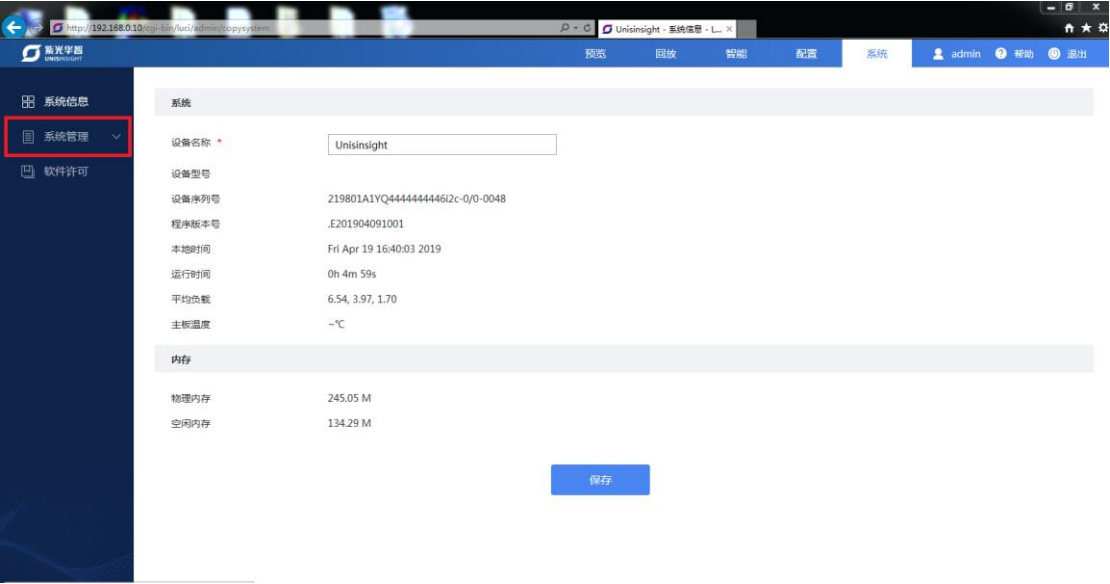 http://192.168.0.10/cgi-bin/luci/admin/copysystem
Unisinsight - 系统信息 - L...
紫光华智
UNISINSIGHT
预览 回放 智能 配置 系统 admin 帮助 退出
系统信息
系统管理
软件许可
系统
设备名称 * Unisinsight
设备型号
设备序列号 219801A1YQ4444444446i2c-0/0-0048
程序版本号 .E201904091001
本地时间 Fri Apr 19 16:40:03 2019
运行时间 0h 4m 59s
平均负载 6.54, 3.97, 1.70
主板温度 ~℃
内存
物理内存 245.05 M
空闲内存 134.29 M
保存